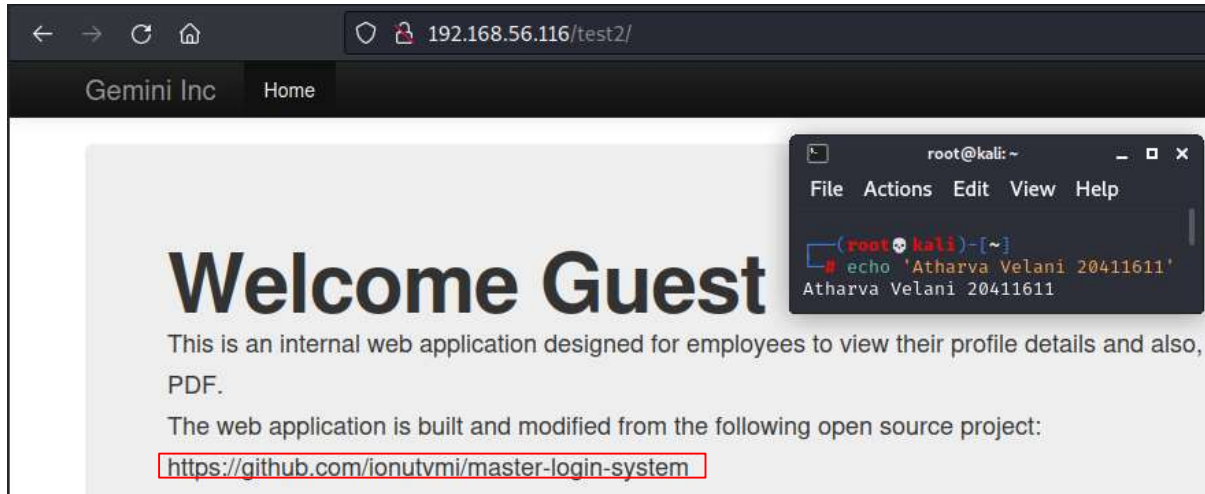 192.168.56.116/test2/
Gemini Inc Home
root@kali: ~
File Actions Edit View Help
(root💀kali)-[~]
# echo 'Atharva Velani 20411611'
Atharva Velani 20411611
Welcome Guest
This is an internal web application designed for employees to view their profile details and also,
PDF.
The web application is built and modified from the following open source project:
https://github.com/ionutvmi/master-login-system